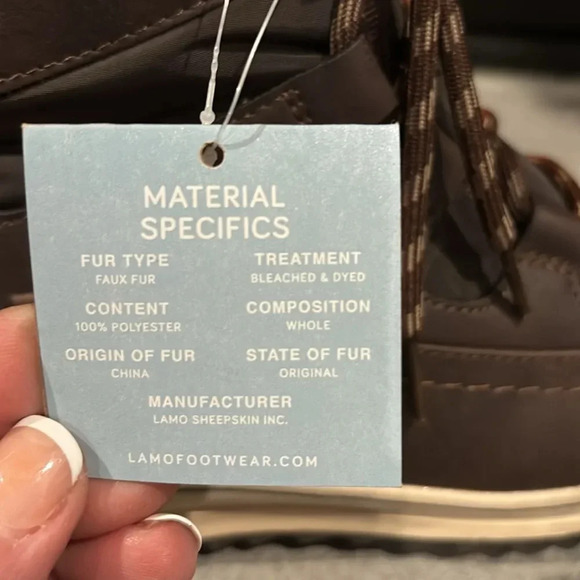 MATERIAL
SPECIFICS
FUR TYPE
FAUX FUR
TREATMENT
BLEACHED & DYED
CONTENT
100% POLYESTER
COMPOSITION
WHOLE
ORIGIN OF FUR
CHINA
STATE OF FUR
ORIGINAL
MANUFACTURER
LAMO SHEEPSKIN INC.
LAMOFOOTWEAR.COM